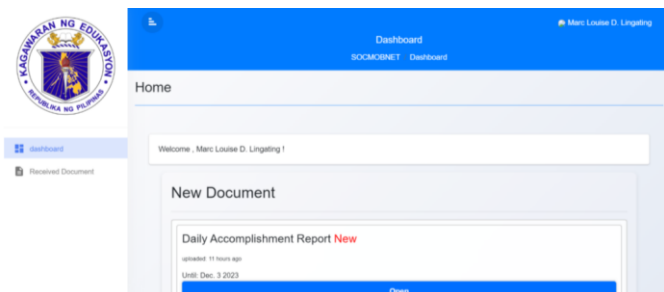 KAGAWARAN NG EDUKASYON
REPUBLIKA NG PILIPINAS
Marc Louise D. Lingating
Dashboard
SOCMOBNET Dashboard
Home
dashboard
Received Document
Welcome , Marc Louise D. Lingating !
New Document
Daily Accomplishment Report New
uploaded: 11 hours ago
Until: Dec. 3 2023
Open